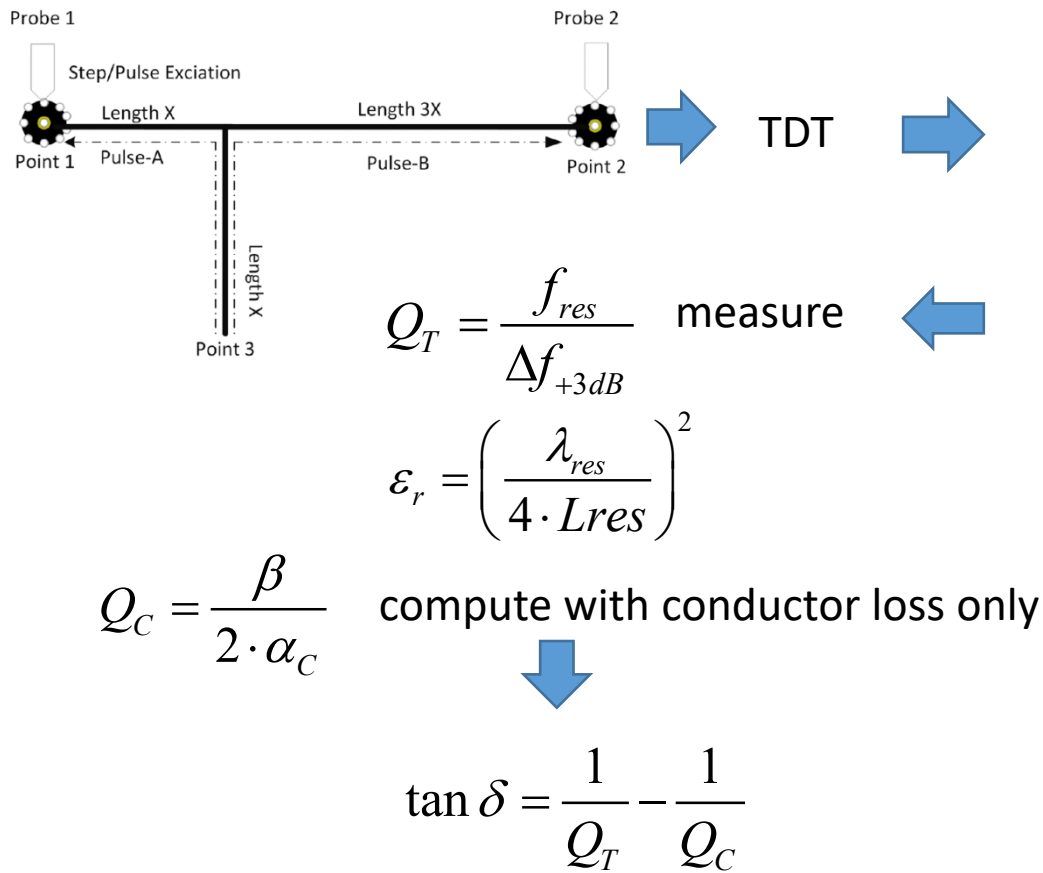 Probe 1
Probe 2
Step/Pulse Exciation
Length X
Length 3X
Point 1
Pulse-A
Pulse-B
Point 2
TDT
Length X
Point 3
Q_T = f_res / Δf_+3dB
measure
ε_r = (λ_res / 4 · Lres)^2
Q_C = β / 2 · α_C
compute with conductor loss only
tan δ = 1/Q_T − 1/Q_C